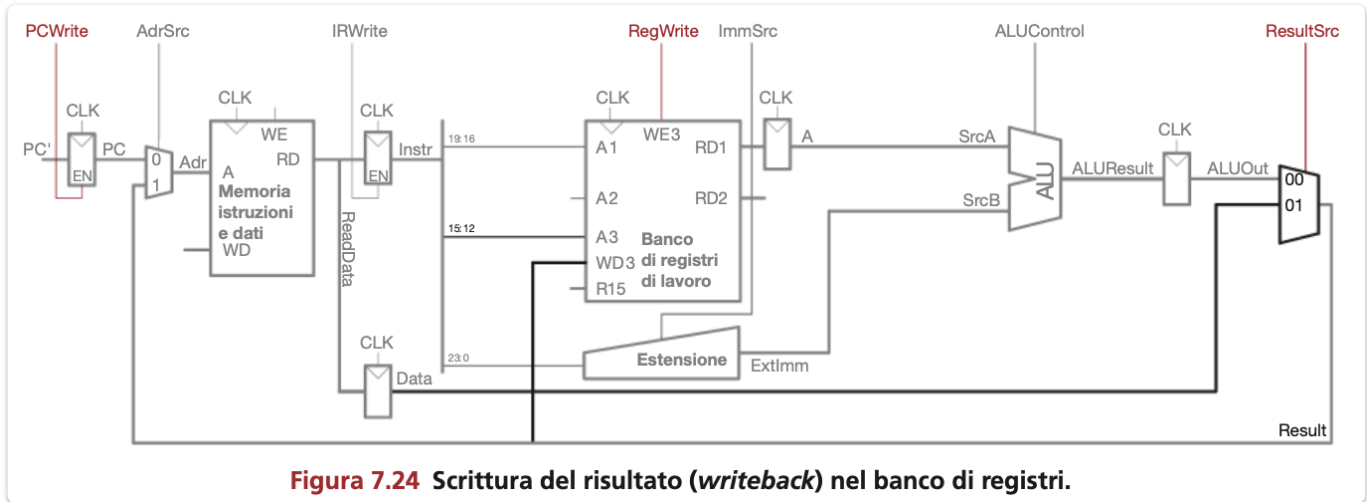 PCWrite AdrSrc IRWrite RegWrite ImmSrc ALUControl ResultSrc
CLK CLK CLK CLK CLK CLK
PC' EN PC 0 1 Adr
WE
A RD
Memoria
istruzioni
e dati
WD
EN Instr
ReadData
19:16
15:12
23:0
A1 WE3 RD1
A2 RD2
A3 Banco
WD3 di registri
R15 di lavoro
A
SrcA
SrcB
ALU
ALUResult
ALUOut
00
01
Estensione
ExtImm
CLK
Data
Result
Figura 7.24 Scrittura del risultato (writeback) nel banco di registri.